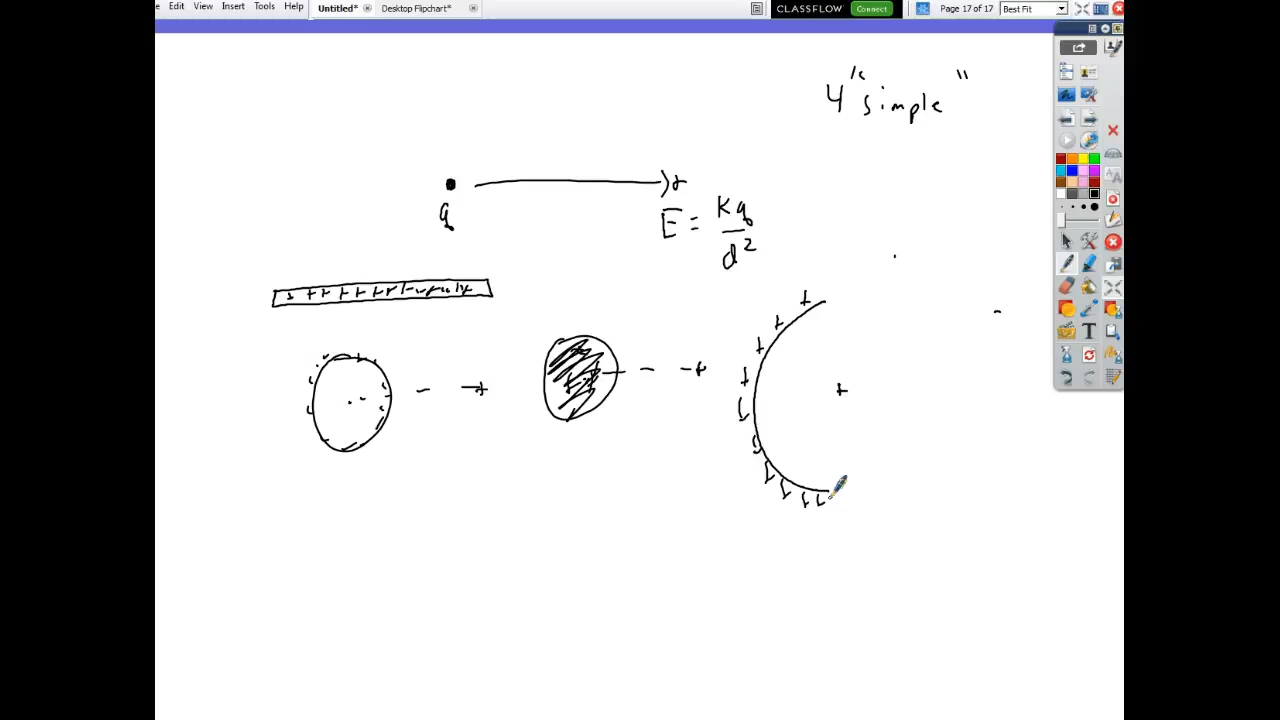 Edit View Insert Tools Help
Untitled* Desktop Flipchart*
CLASSFLOW Connect Page 17 of 17 Best Fit
4 "simple"
q
E = Kq
d²